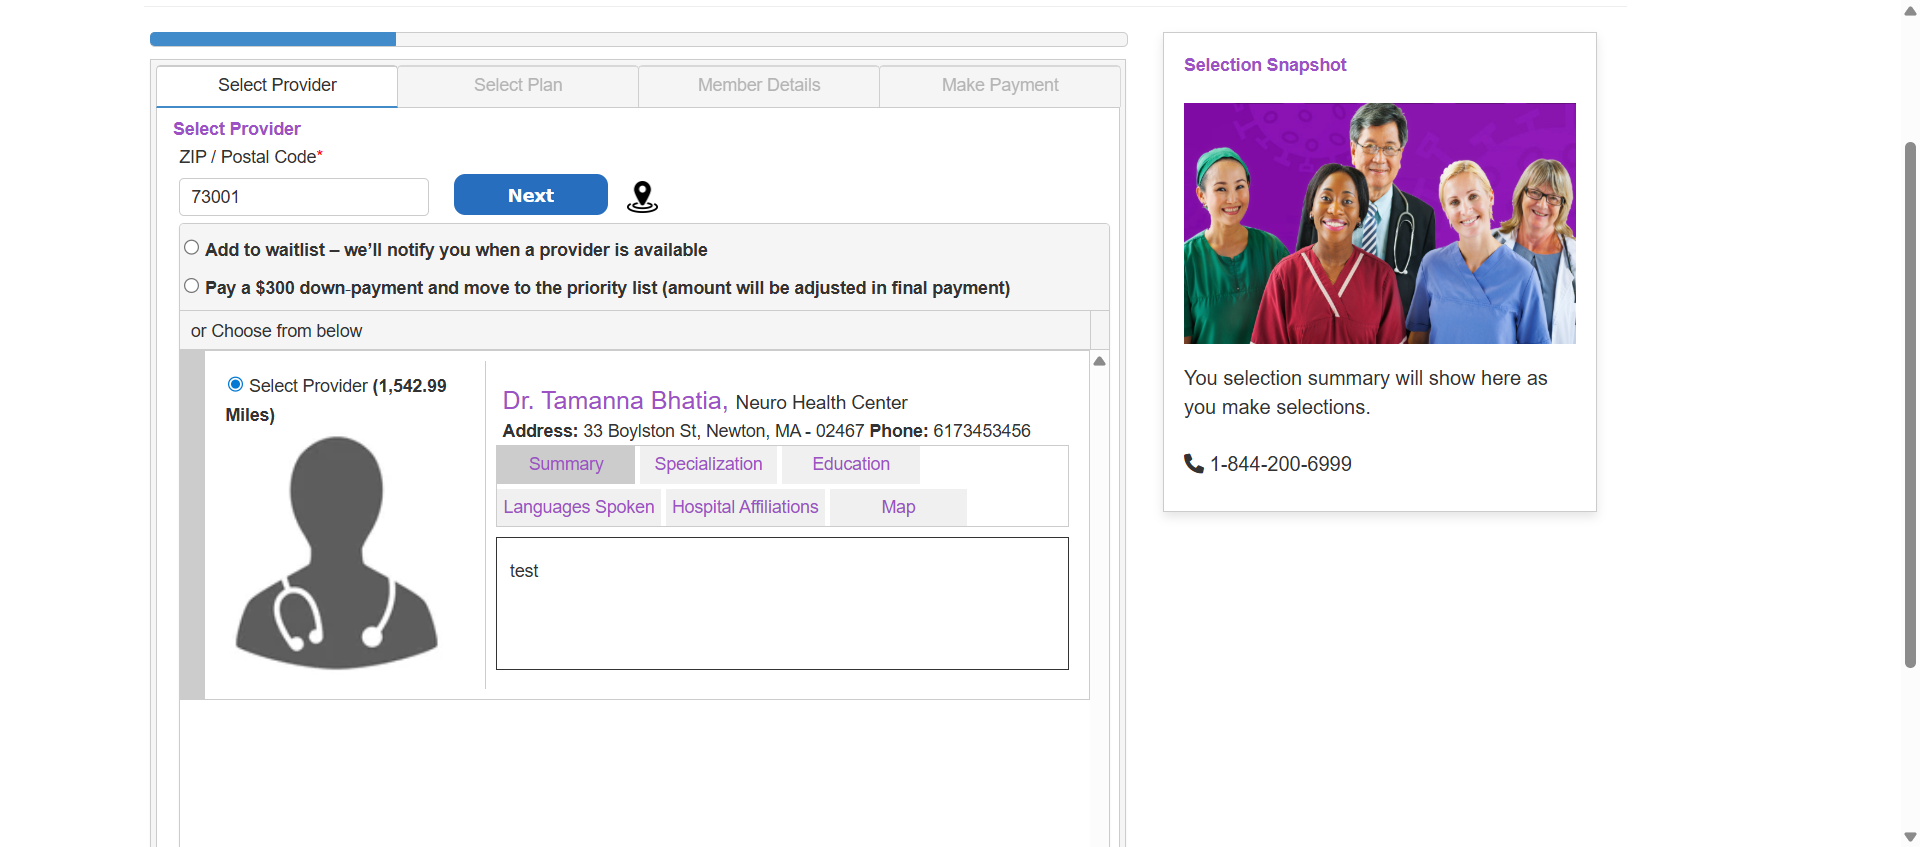 Select Provider
Select Plan
Member Details
Make Payment
Select Provider
ZIP / Postal Code*
73001
Next
Add to waitlist – we’ll notify you when a provider is available
Pay a $300 down-payment and move to the priority list (amount will be adjusted in final payment)
or Choose from below
Select Provider (1,542.99
Miles)
Dr. Tamanna Bhatia, Neuro Health Center
Address: 33 Boylston St, Newton, MA - 02467 Phone: 6173453456
Summary
Specialization
Education
Languages Spoken
Hospital Affiliations
Map
test
Selection Snapshot
You selection summary will show here as
you make selections.
1-844-200-6999